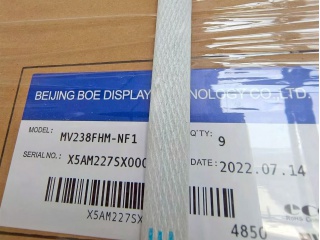 BEIJING BOE DISPLAY NOLOGY CO., LTD.
MODEL: MV238FHM-NF1 Q'TY: 9
SERIAL NO.: X5AM227SX000 DATE: 2022.07.14
X5AM227SX
4850